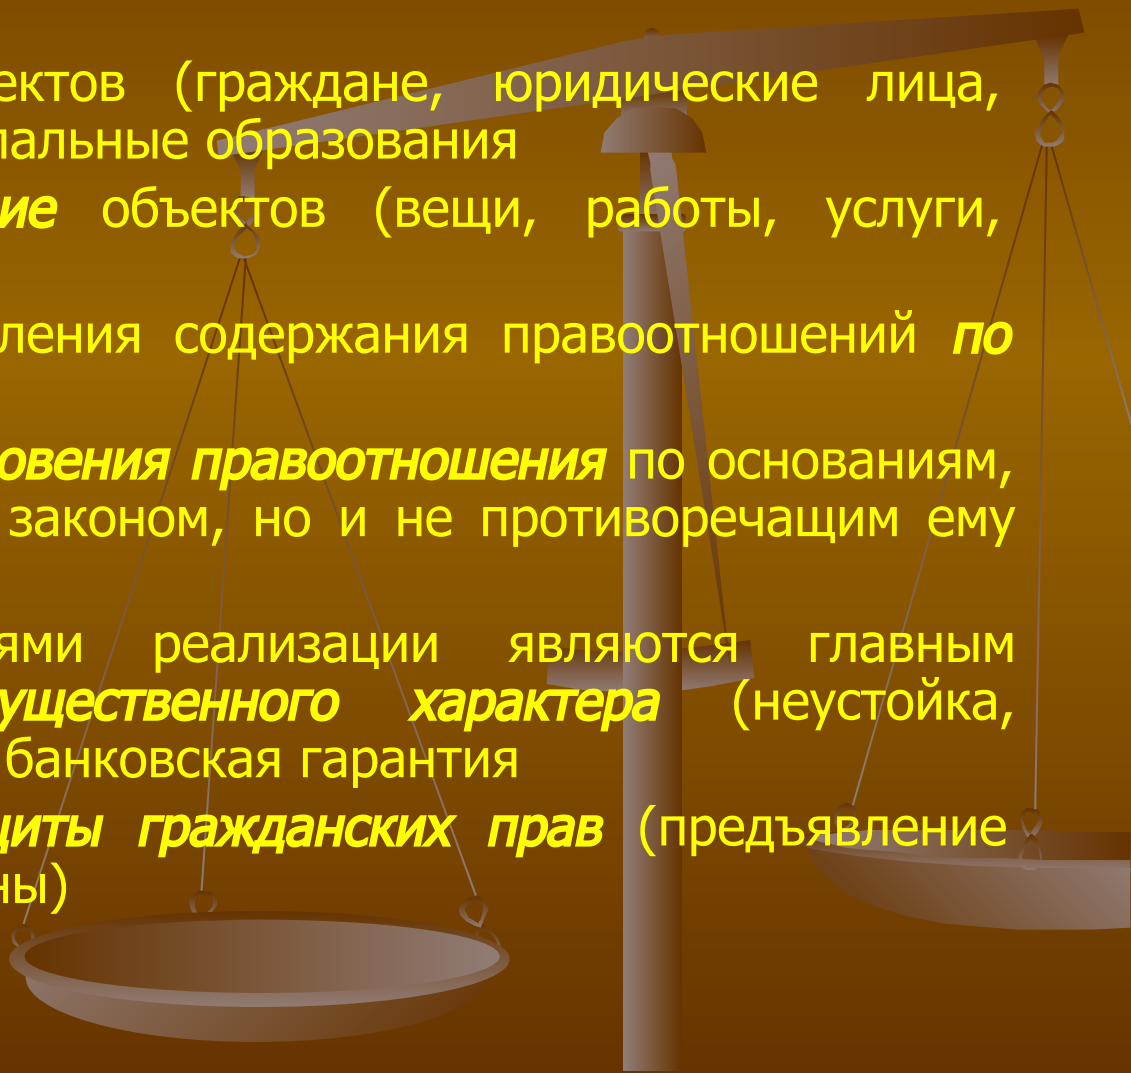 ектов (граждане, юридические лица,
пальные образования
ие объектов (вещи, работы, услуги,
ления содержания правоотношений по
овения правоотношения по основаниям,
законом, но и не противоречащим ему
ями реализации являются главным
ущественного характера (неустойка,
банковская гарантия
циты гражданских прав (предъявление
ны)